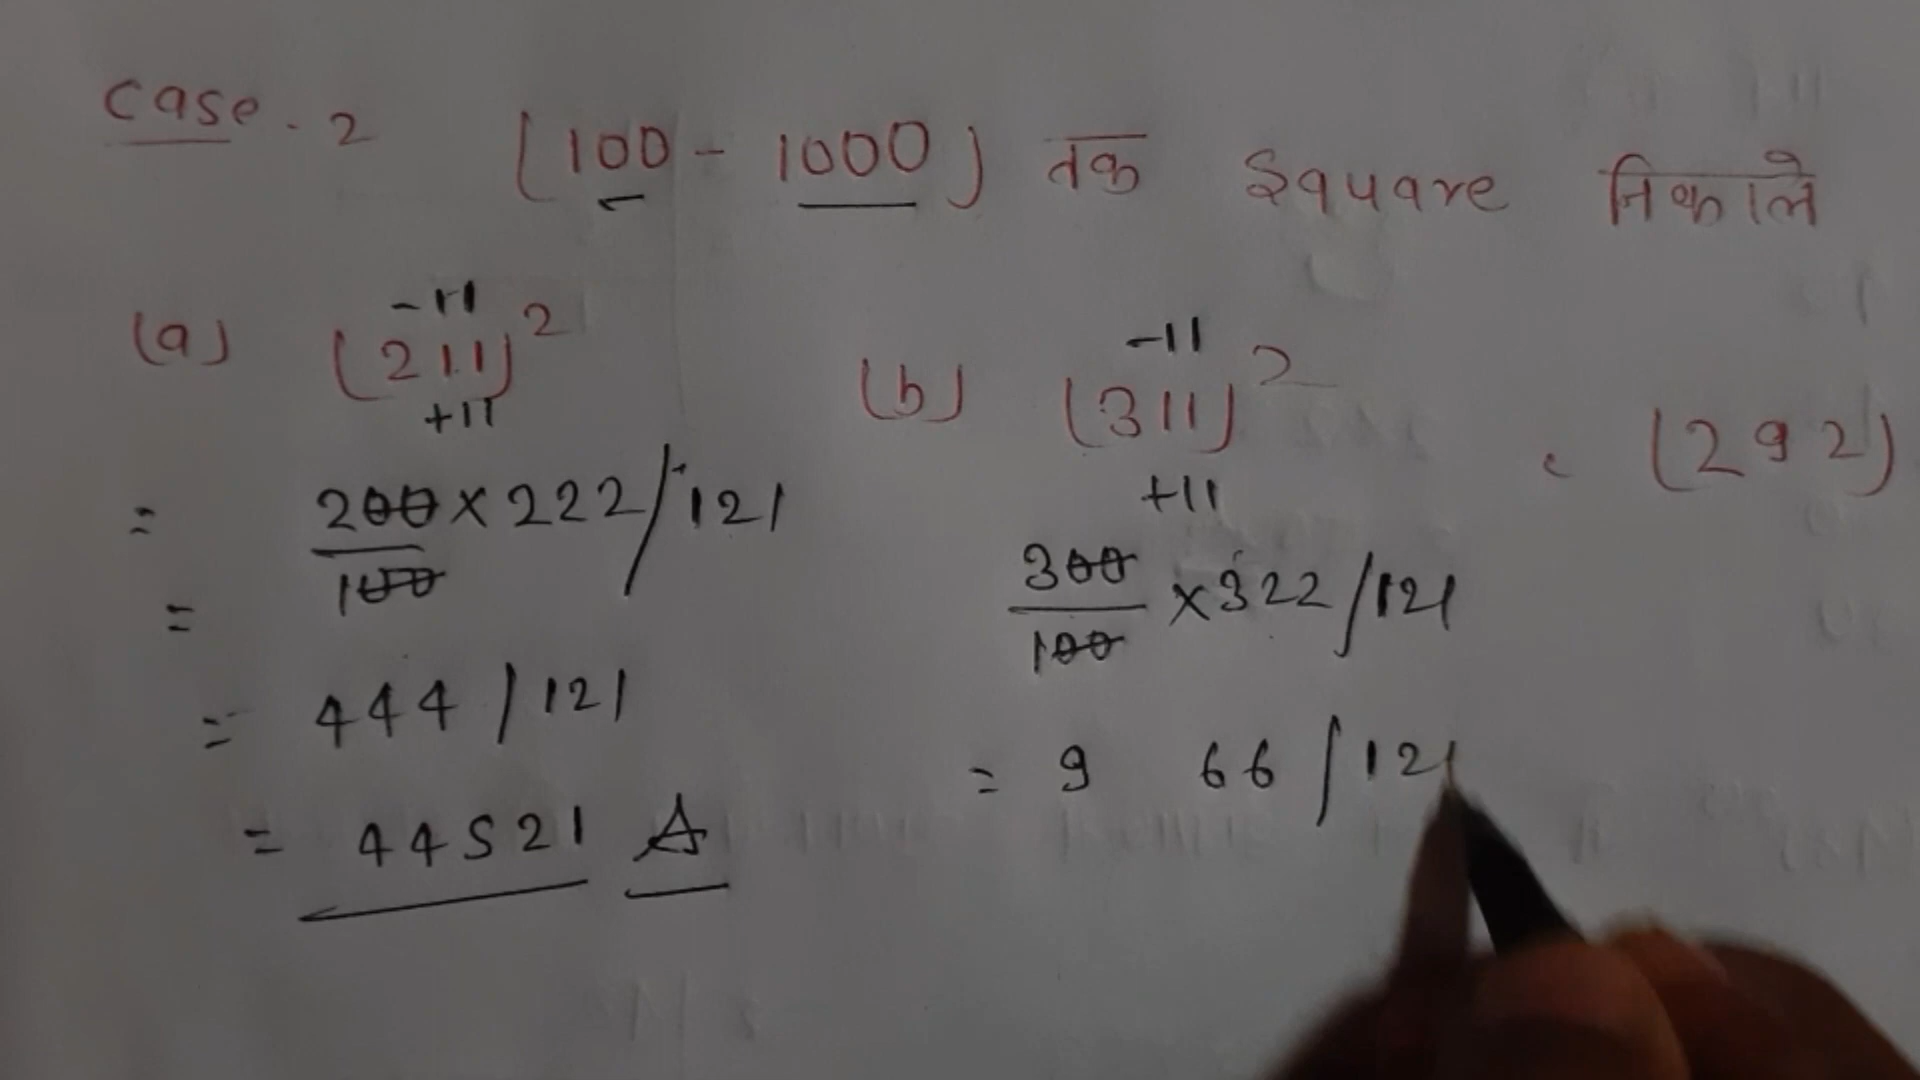 case - 2 (100 - 1000) तक Square निकाले
(a) (211)²
-11
+11
= 200 × 222 / 121
100
=
= 444 / 121
= 44521 A
(b) (311)²
-11
+11
300 × 322 / 121
100
= 9 66 / 121
(292)